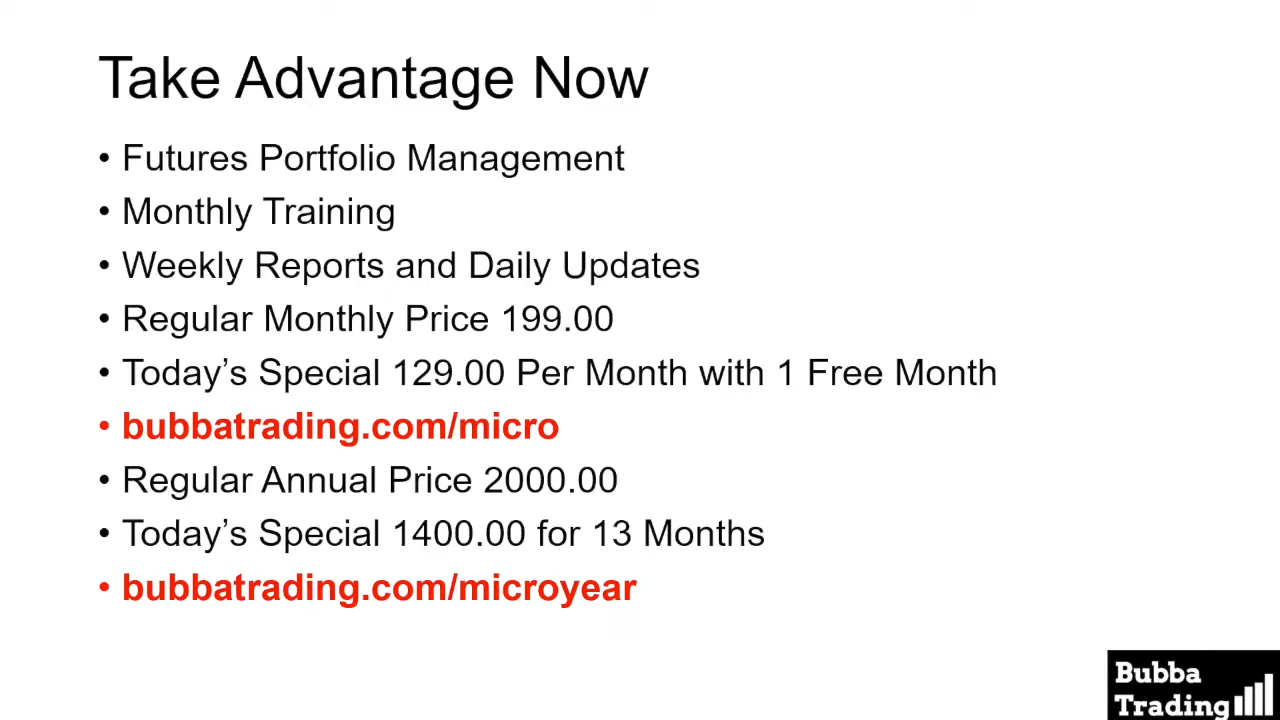 Take Advantage Now
• Futures Portfolio Management
• Monthly Training
• Weekly Reports and Daily Updates
• Regular Monthly Price 199.00
• Today’s Special 129.00 Per Month with 1 Free Month
• bubbatrading.com/micro
• Regular Annual Price 2000.00
• Today’s Special 1400.00 for 13 Months
• bubbatrading.com/microyear
Bubba
Trading